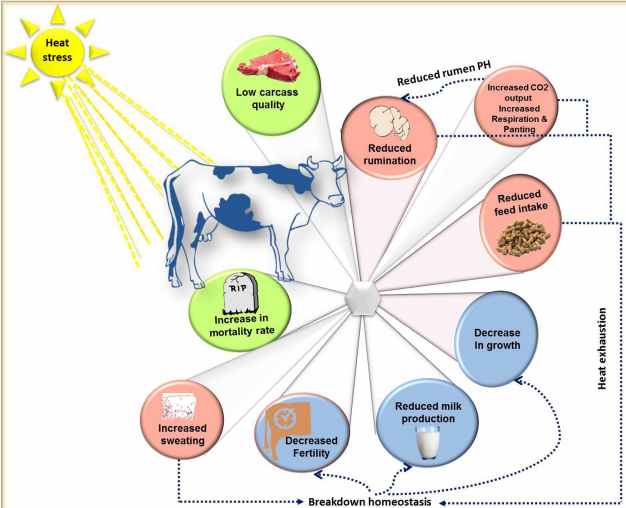 Heat
stress
Low carcass
quality
Reduced rumen PH
Increased CO2
output
Increased
Respiration &
Panting
Reduced
rumination
Reduced
feed intake
RIP
Increase in
mortality rate
Decrease
In growth
Heat exhaustion
Reduced milk
production
Increased
sweating
Decreased
Fertility
Breakdown homeostasis